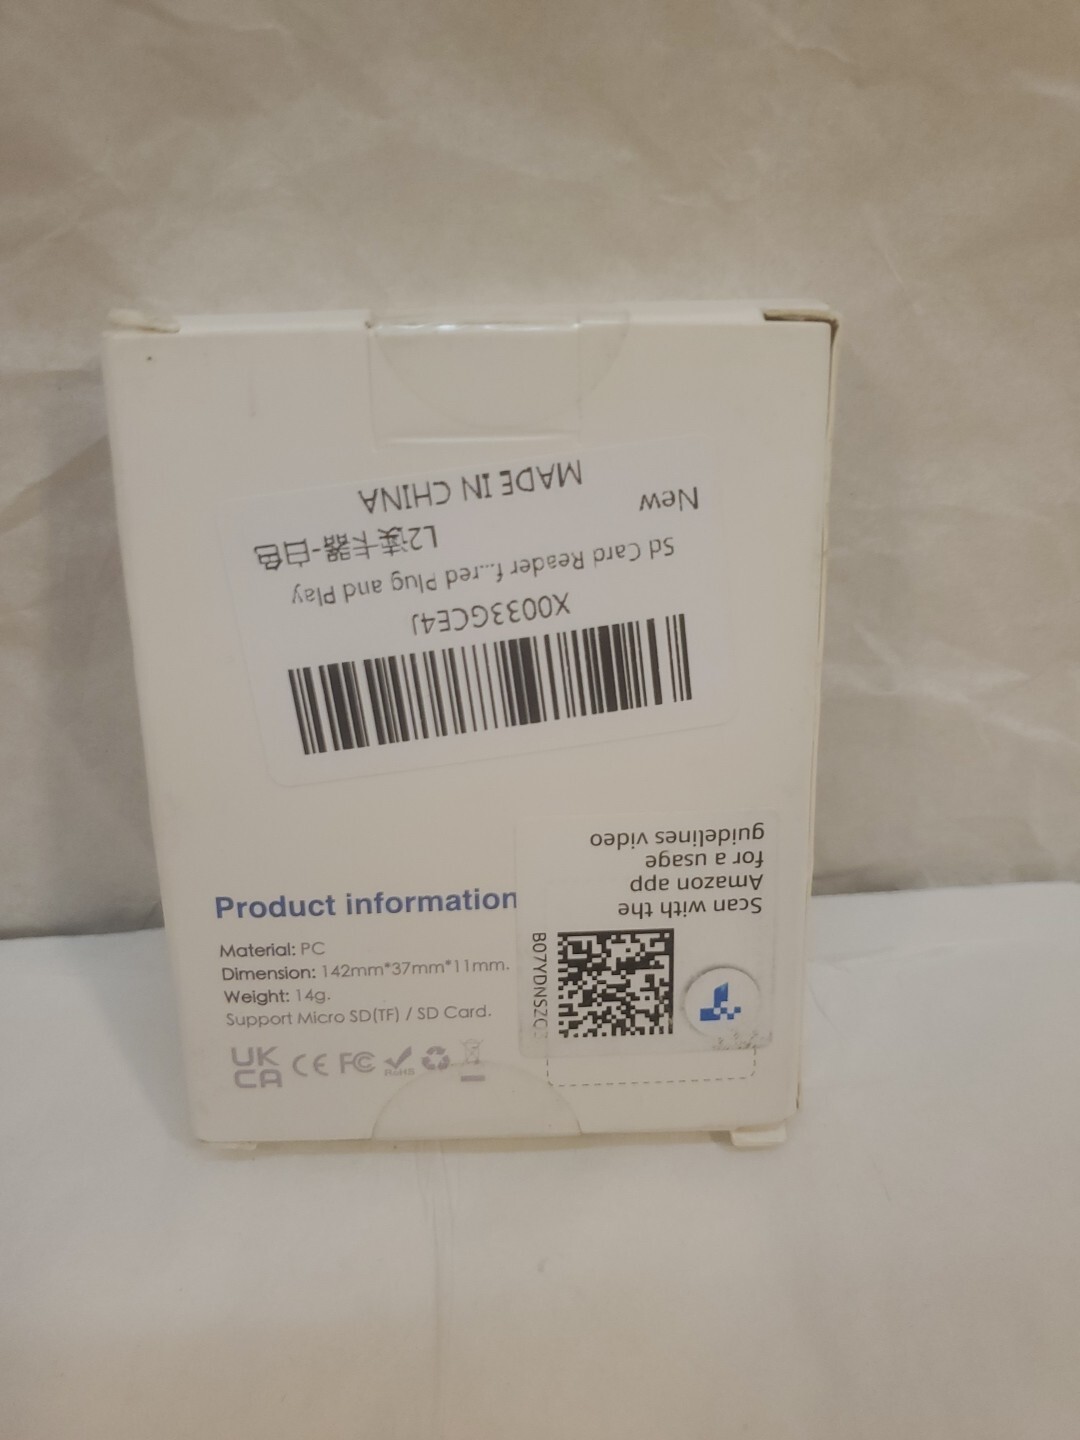 X0033GCE4J
Sd Card Reader f...red Plug and Play
New
L2读卡器-白色
MADE IN CHINA
Product information
Material: PC
Dimension: 142mm*37mm*11mm.
Weight: 14g.
Support Micro SD(TF) / SD Card.
UK
CA
CE FC
RoHS
Scan with the
Amazon app
for a usage
guidelines video